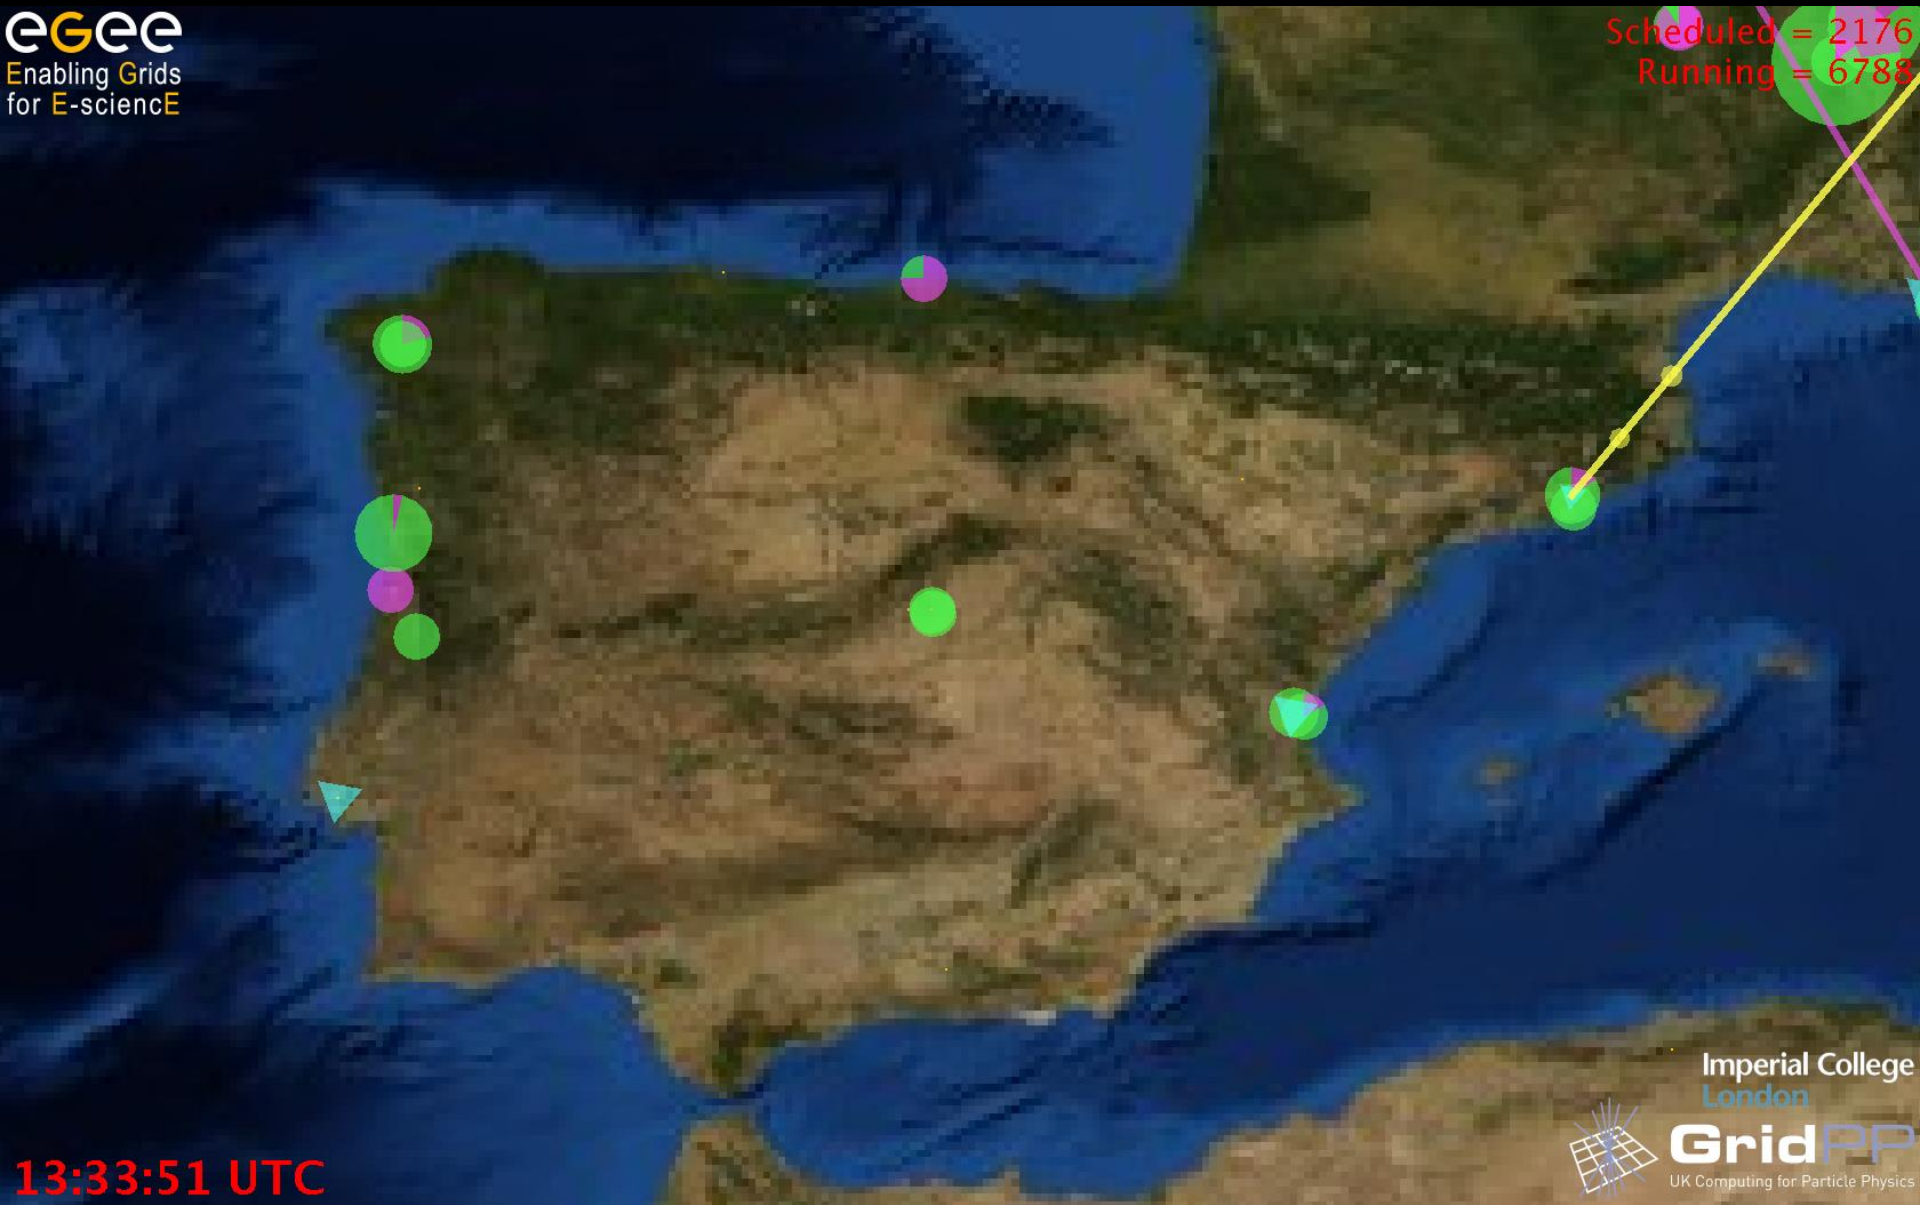 eGee
Enabling Grids
for E-sciencE
Scheduled = 2176
Running = 6788
Imperial College
London
GridPP
UK Computing for Particle Physics
13:33:51 UTC